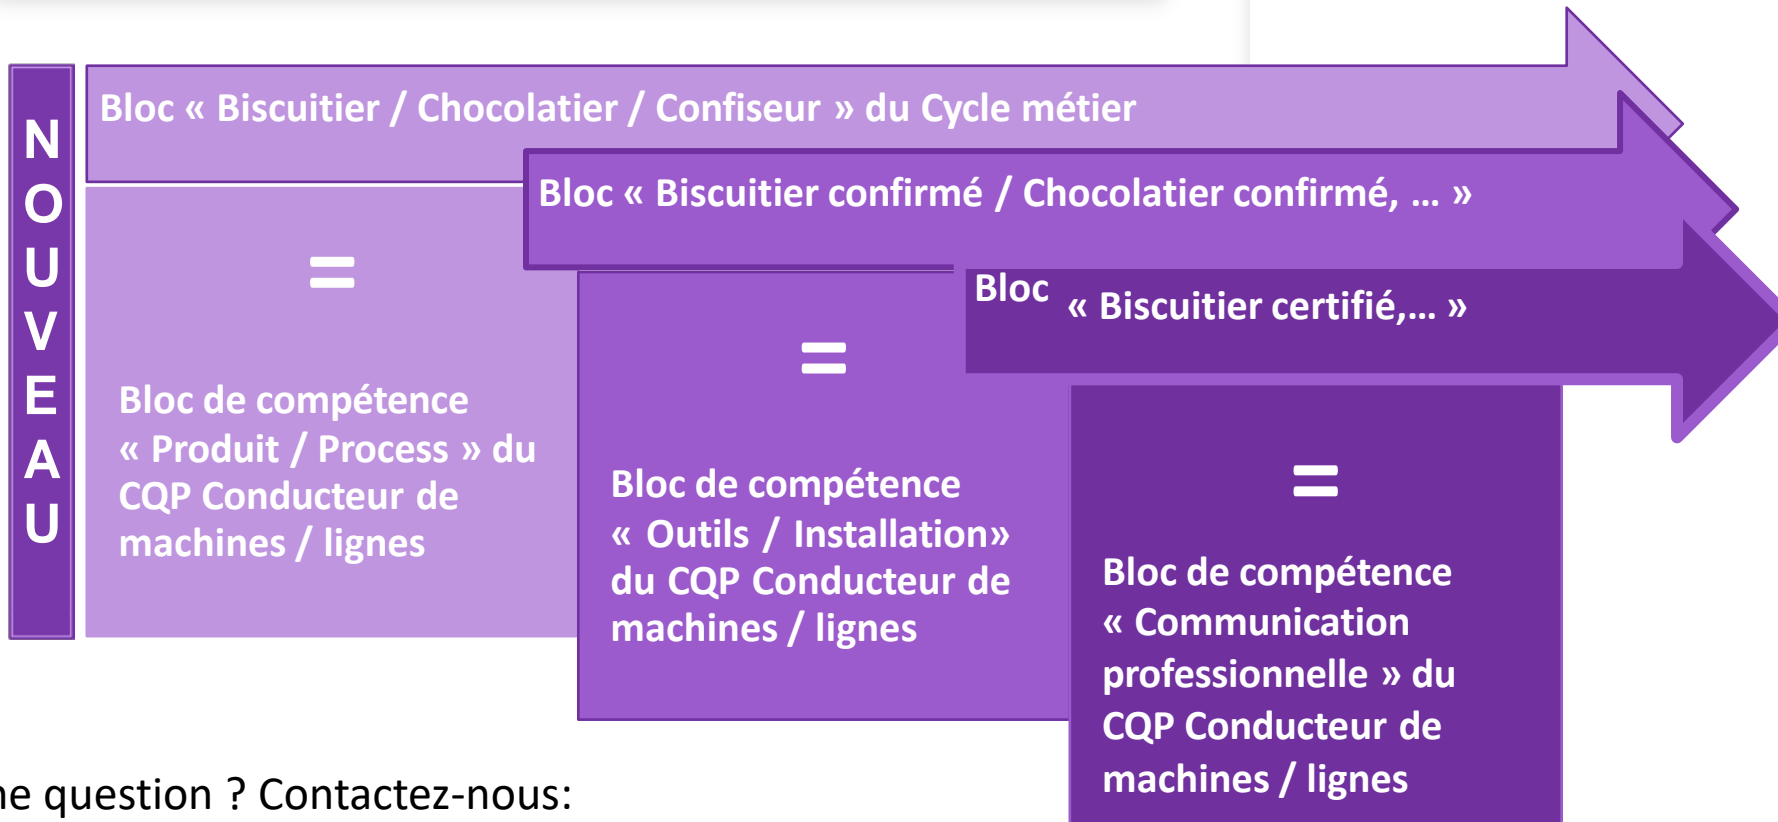 NOUVEAU
Bloc « Biscuitier / Chocolatier / Confiseur » du Cycle métier
Bloc « Biscuitier confirmé / Chocolatier confirmé, ... »
Bloc « Biscuitier certifié,... »
=
Bloc de compétence
« Produit / Process » du
CQP Conducteur de
machines / lignes
=
Bloc de compétence
« Outils / Installation»
du CQP Conducteur de
machines / lignes
=
Bloc de compétence
« Communication
professionnelle » du
CQP Conducteur de
machines / lignes
question ? Contactez-nous: